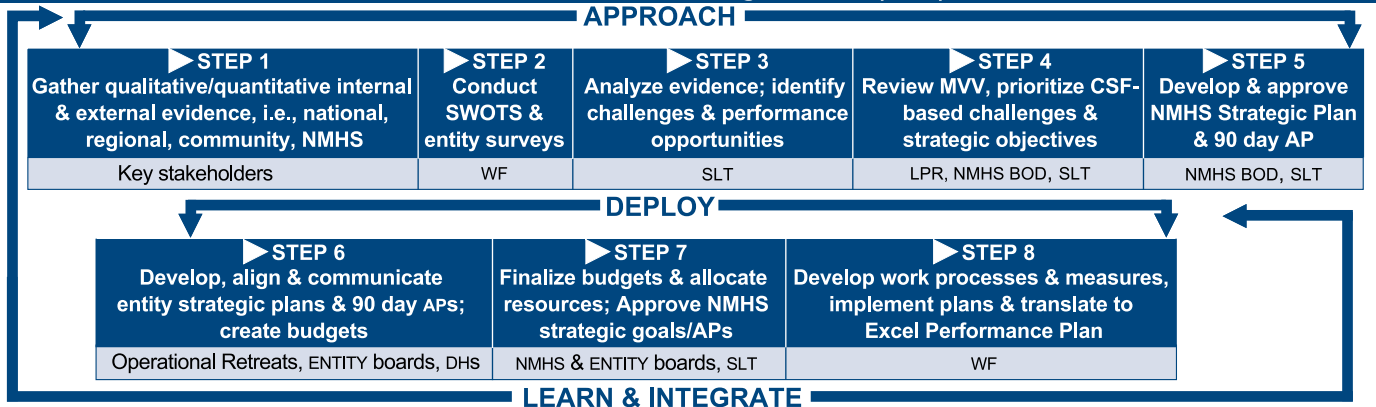 APPROACH
STEP 1
Gather qualitative/quantitative internal
& external evidence, i.e., national,
regional, community, NMHS
Key stakeholders
STEP 2
Conduct
SWOTS &
entity surveys
WF
STEP 3
Analyze evidence; identify
challenges & performance
opportunities
SLT
STEP 4
Review MVV, prioritize CSF-
based challenges &
strategic objectives
LPR, NMHS BOD, SLT
STEP 5
Develop & approve
NMHS Strategic Plan
& 90 day AP
NMHS BOD, SLT
DEPLOY
STEP 6
Develop, align & communicate
entity strategic plans & 90 day APs;
create budgets
Operational Retreats, ENTITY boards, DHs
STEP 7
Finalize budgets & allocate
resources; Approve NMHS
strategic goals/APs
NMHS & ENTITY boards, SLT
STEP 8
Develop work processes & measures,
implement plans & translate to
Excel Performance Plan
WF
LEARN & INTEGRATE